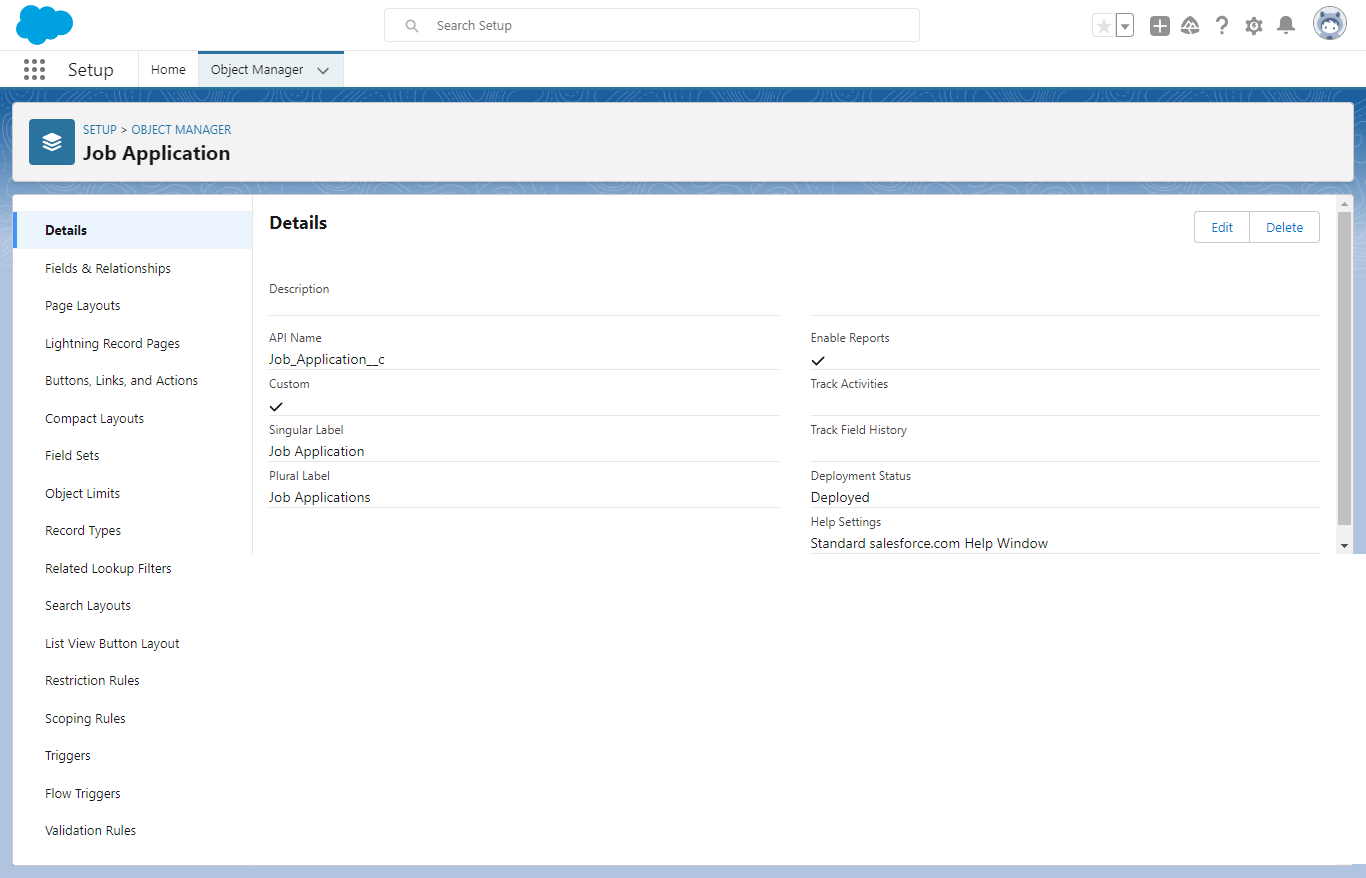 Search Setup
Setup
Home
Object Manager
SETUP > OBJECT MANAGER
Job Application
Details
Fields & Relationships
Page Layouts
Lightning Record Pages
Buttons, Links, and Actions
Compact Layouts
Field Sets
Object Limits
Record Types
Related Lookup Filters
Search Layouts
List View Button Layout
Restriction Rules
Scoping Rules
Triggers
Flow Triggers
Validation Rules
Details
Edit
Delete
Description
API Name
Job_Application__c
Custom
Singular Label
Job Application
Plural Label
Job Applications
Enable Reports
Track Activities
Track Field History
Deployment Status
Deployed
Help Settings
Standard salesforce.com Help Window